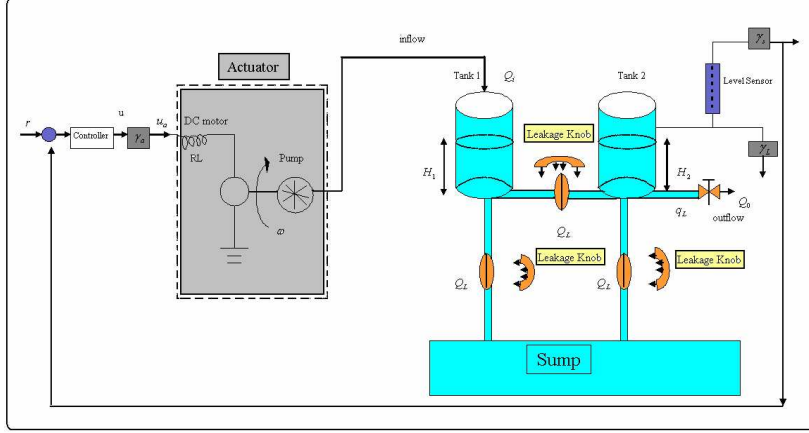 inflow
γs
Actuator
Tank 1
Qi
Tank 2
Level Sensor
r
Controller
u
γa
ua
DC motor
RL
Pump
ω
Leakage Knob
H1
H2
γL
QL
qL
Q0
outflow
QL
Leakage Knob
QL
Leakage Knob
Sump